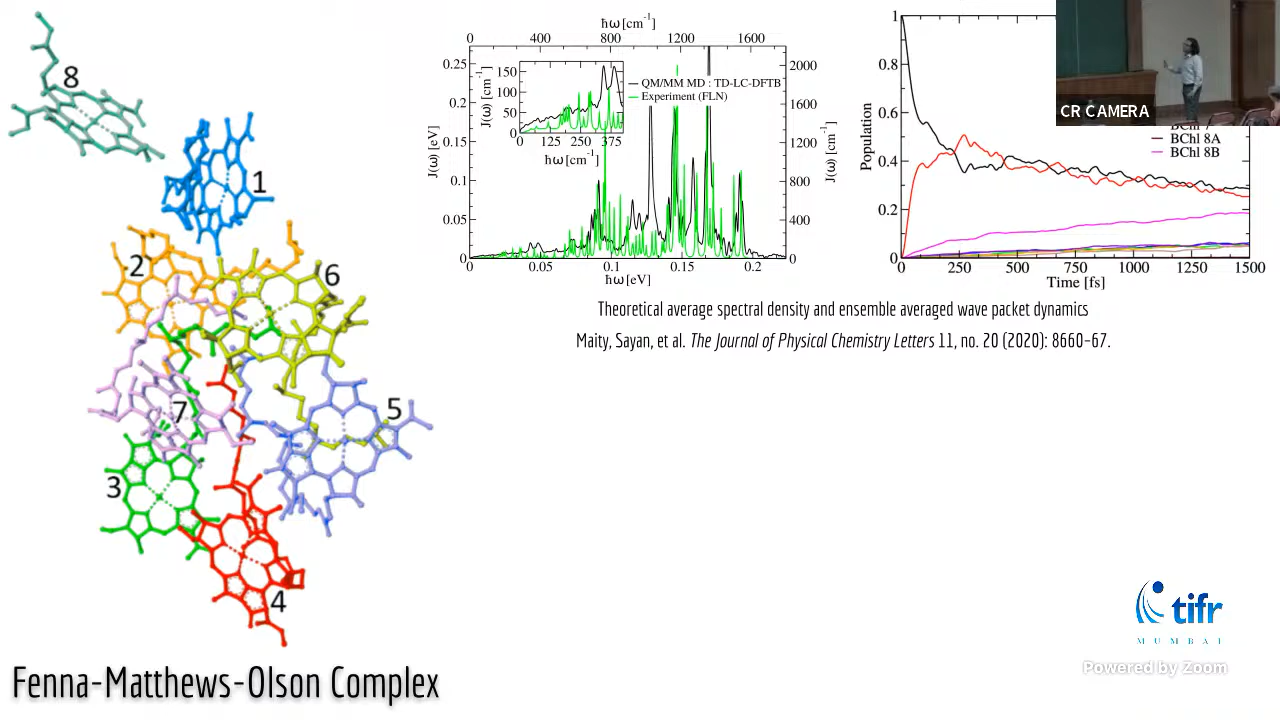 8
1
2
6
7
5
3
4
Fenna-Matthews-Olson Complex
ħω [cm⁻¹]
0 400 800 1200 1600
0.25
0.2
0.15
0.1
0.05
0
J(ω) [eV]
2000
1600
1200
800
400
0
J(ω) [cm⁻¹]
150
100
50
0
J(ω) [cm⁻¹]
0 125 250 375
ħω [cm⁻¹]
QM/MM MD : TD-LC-DFTB
Experiment (FLN)
0 0.05 0.1 0.15 0.2
ħω [eV]
1
0.8
0.6
0.4
0.2
0
Population
BChl 8A
BChl 8B
0 250 500 750 1000 1250 1500
Time [fs]
CR CAMERA
Theoretical average spectral density and ensemble averaged wave packet dynamics
Maity, Sayan, et al. The Journal of Physical Chemistry Letters 11, no. 20 (2020): 8660–67.
tifr
MUMBAI
Powered by Zoom